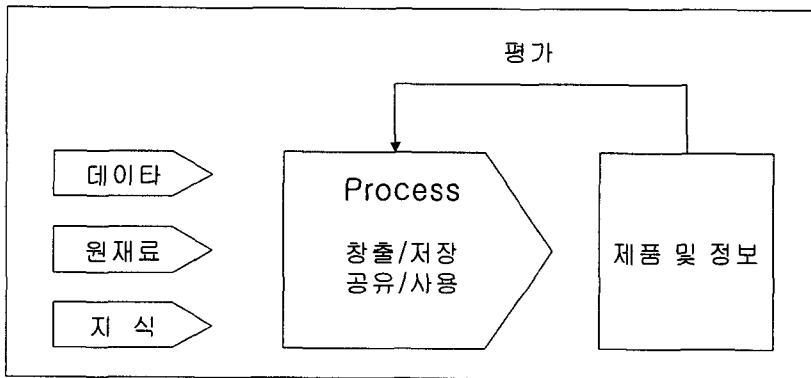 평가
데이타
원재료
지 식
Process
창출/저장
공유/사용
제품 및 정보